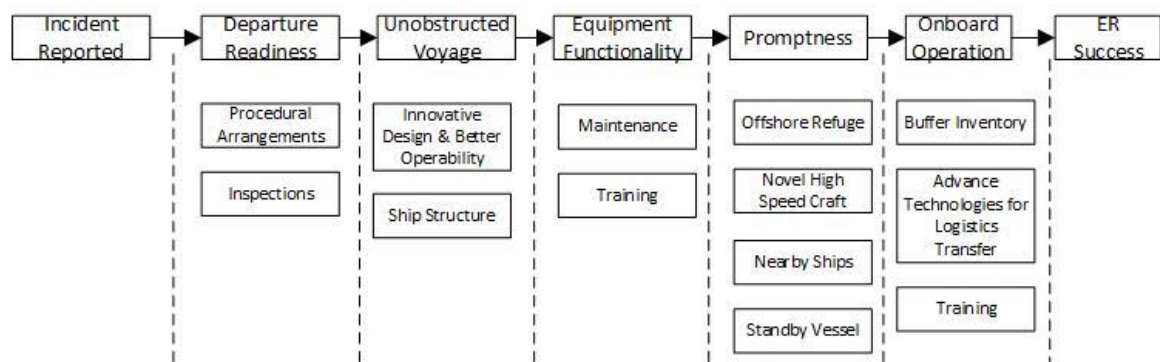 Incident
Reported
Departure
Readiness
Unobstructed
Voyage
Equipment
Functionality
Promptness
Onboard
Operation
ER
Success
Procedural
Arrangements
Inspections
Innovative
Design & Better
Operability
Ship Structure
Maintenance
Training
Offshore Refuge
Novel High
Speed Craft
Nearby Ships
Standby Vessel
Buffer Inventory
Advance
Technologies for
Logistics
Transfer
Training